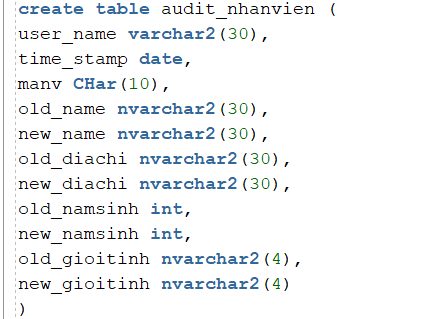 create table audit_nhanvien (
user_name varchar2(30),
time_stamp date,
manv CHar(10),
old_name nvarchar2(30),
new_name nvarchar2(30),
old_diachi nvarchar2(30),
new_diachi nvarchar2(30),
old_namsinh int,
new_namsinh int,
old_gioitinh nvarchar2(4),
new_gioitinh nvarchar2(4)
)